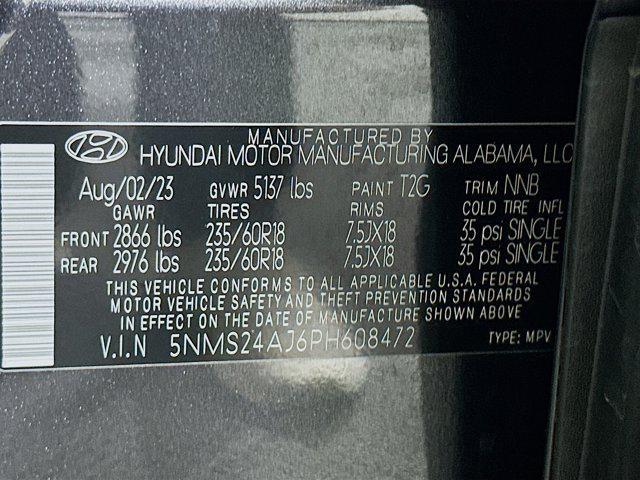 MANUFACTURED BY
HYUNDAI MOTOR MANUFACTURING ALABAMA, LLC
Aug/02/23 GVWR 5137 lbs PAINT T2G TRIM NNB
GAWR TIRES RIMS COLD TIRE INFL
FRONT 2866 lbs 235/60R18 7.5JX18 35 psi SINGLE
REAR 2976 lbs 235/60R18 7.5JX18 35 psi SINGLE
THIS VEHICLE CONFORMS TO ALL APPLICABLE U.S.A. FEDERAL
MOTOR VEHICLE SAFETY AND THEFT PREVENTION STANDARDS
IN EFFECT ON THE DATE OF MANUFACTURE SHOWN ABOVE
V.I.N 5NMS24AJ6PH608472 TYPE: MPV